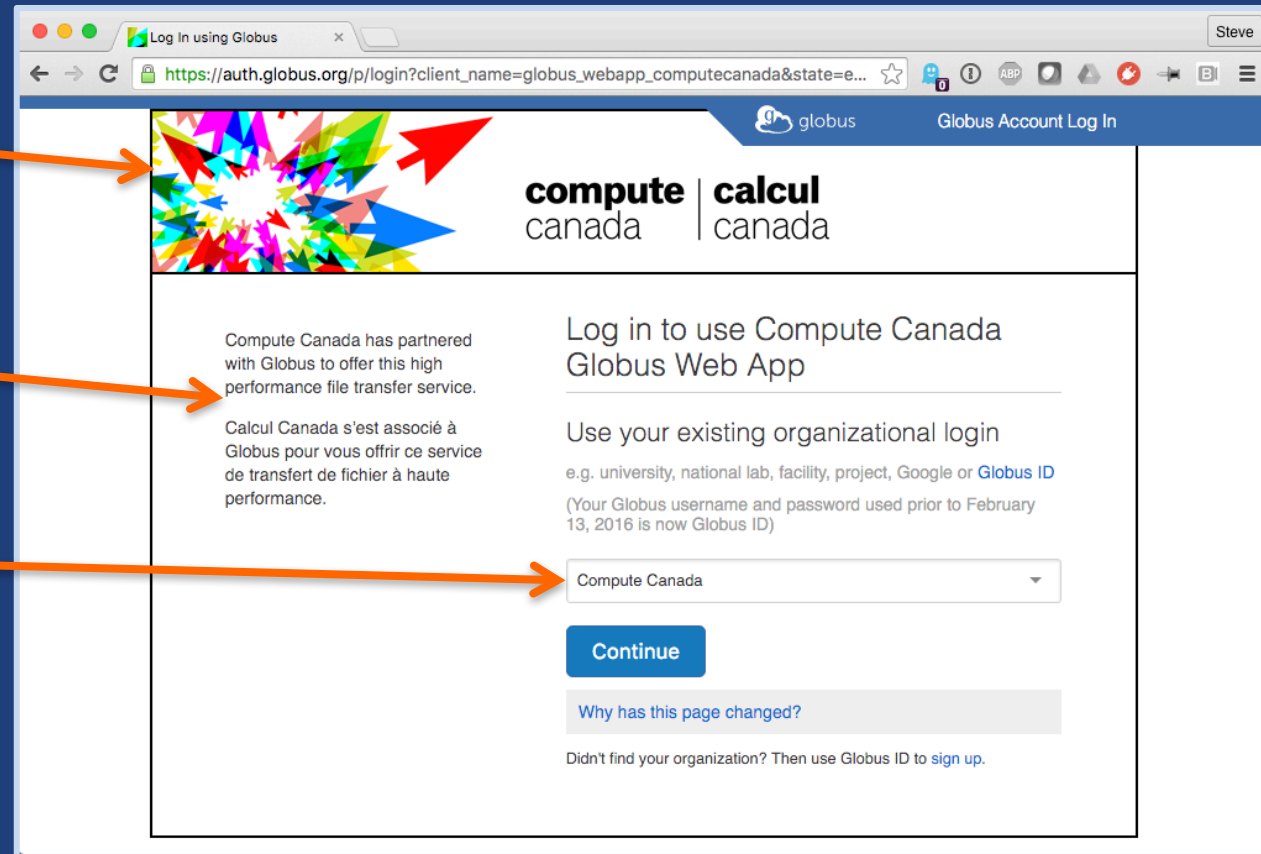 Log In using Globus
Steve
https://auth.globus.org/p/login?client_name=globus_webapp_computecanada&state=e...
0
ABP
globus
Globus Account Log In
compute | calcul
canada | canada
Compute Canada has partnered
with Globus to offer this high
performance file transfer service.
Calcul Canada s'est associé à
Globus pour vous offrir ce service
de transfert de fichier à haute
performance.
Log in to use Compute Canada
Globus Web App
Use your existing organizational login
e.g. university, national lab, facility, project, Google or Globus ID
(Your Globus username and password used prior to February
13, 2016 is now Globus ID)
Compute Canada
Continue
Why has this page changed?
Didn't find your organization? Then use Globus ID to sign up.